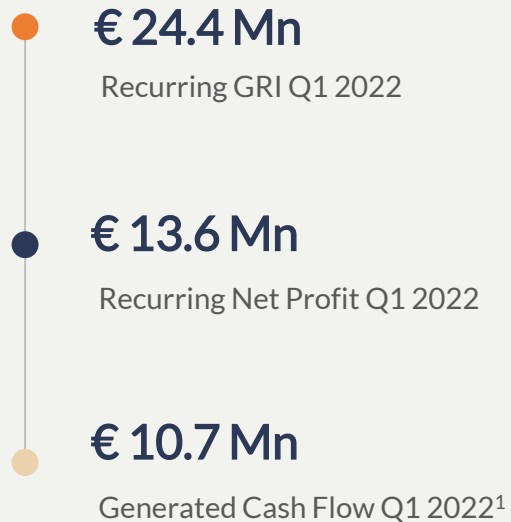 € 24.4 Mn
Recurring GRI Q1 2022
€ 13.6 Mn
Recurring Net Profit Q1 2022
€ 10.7 Mn
Generated Cash Flow Q1 2022¹